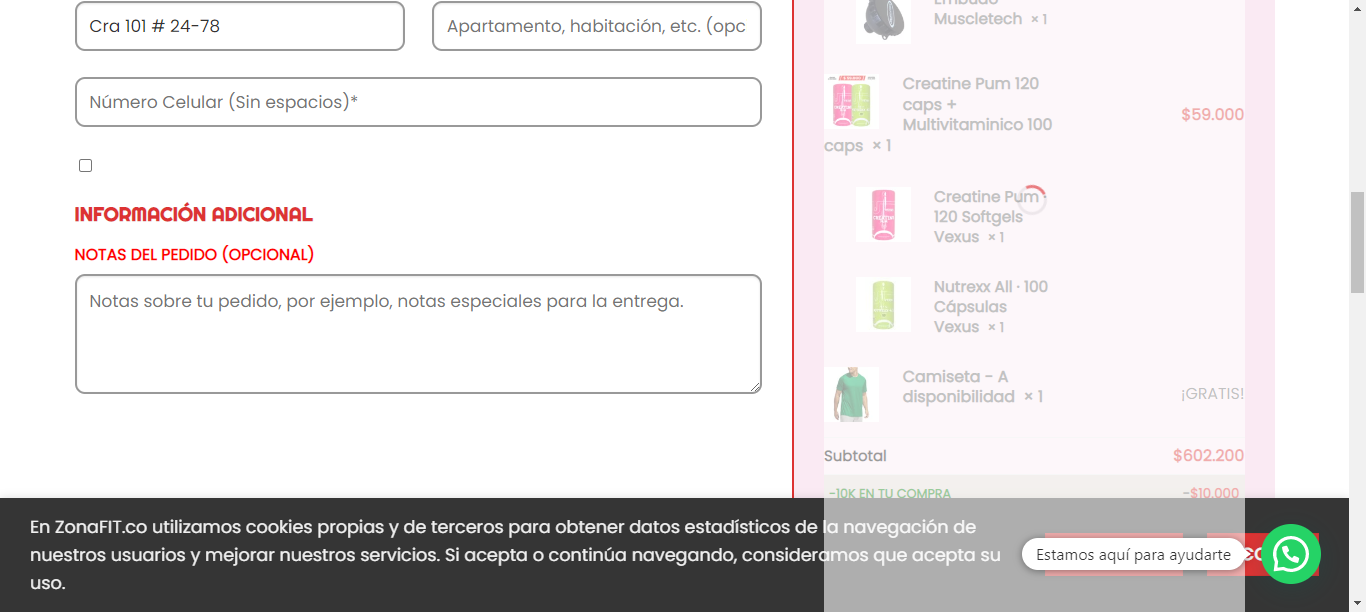 Cra 101 # 24-78
Apartamento, habitación, etc. (opc
Número Celular (Sin espacios)*
INFORMACIÓN ADICIONAL
NOTAS DEL PEDIDO (OPCIONAL)
Notas sobre tu pedido, por ejemplo, notas especiales para la entrega.
Embudo
Muscletech × 1
Creatine Pum 120
caps +
Multivitaminico 100
caps × 1
$59.000
Creatine Pum ·
120 Softgels
Vexus × 1
Nutrexx All · 100
Cápsulas
Vexus × 1
Camiseta - A
disponibilidad × 1
¡GRATIS!
Subtotal
$602.200
-10K EN TU COMPRA
-$10.000
En ZonaFIT.co utilizamos cookies propias y de terceros para obtener datos estadísticos de la navegación de
nuestros usuarios y mejorar nuestros servicios. Si acepta o continúa navegando, consideramos que acepta su
uso.
Estamos aquí para ayudarte